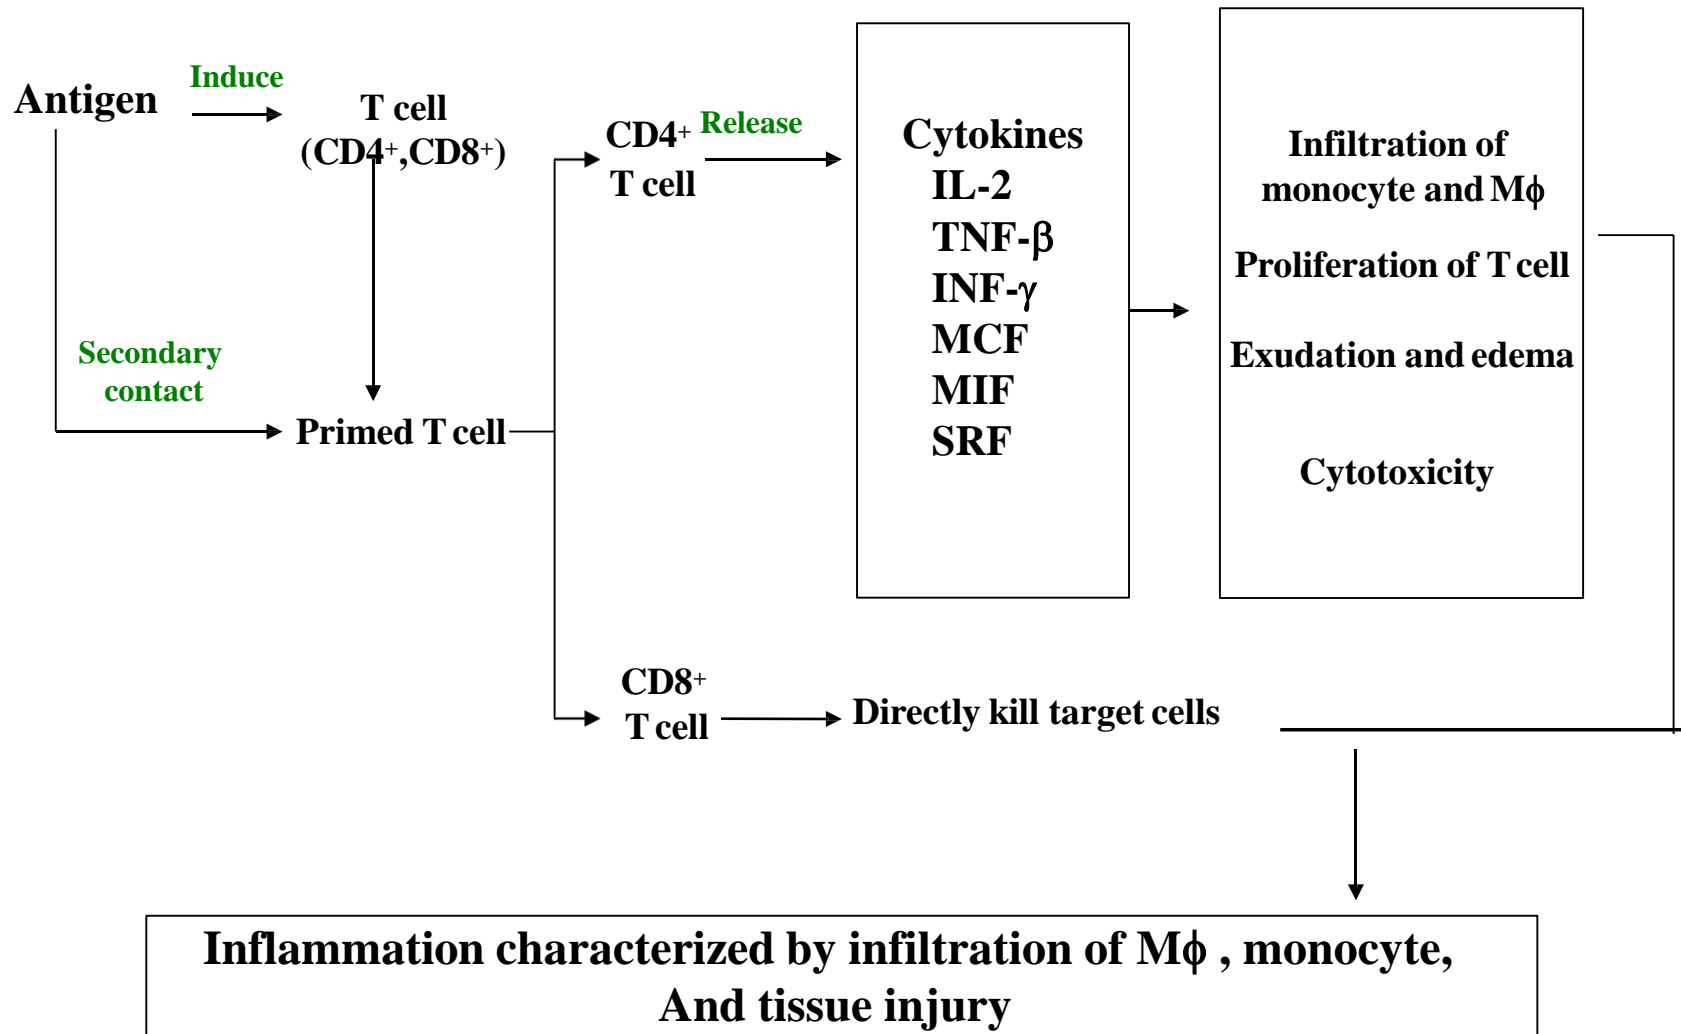 Antigen
Induce
T cell
(CD4+,CD8+)
Secondary
contact
Primed T cell
CD4+
T cell
Release
Cytokines
IL-2
TNF-β
INF-γ
MCF
MIF
SRF
Infiltration of
monocyte and Mϕ
Proliferation of T cell
Exudation and edema
Cytotoxicity
CD8+
T cell
Directly kill target cells
Inflammation characterized by infiltration of Mϕ , monocyte,
And tissue injury